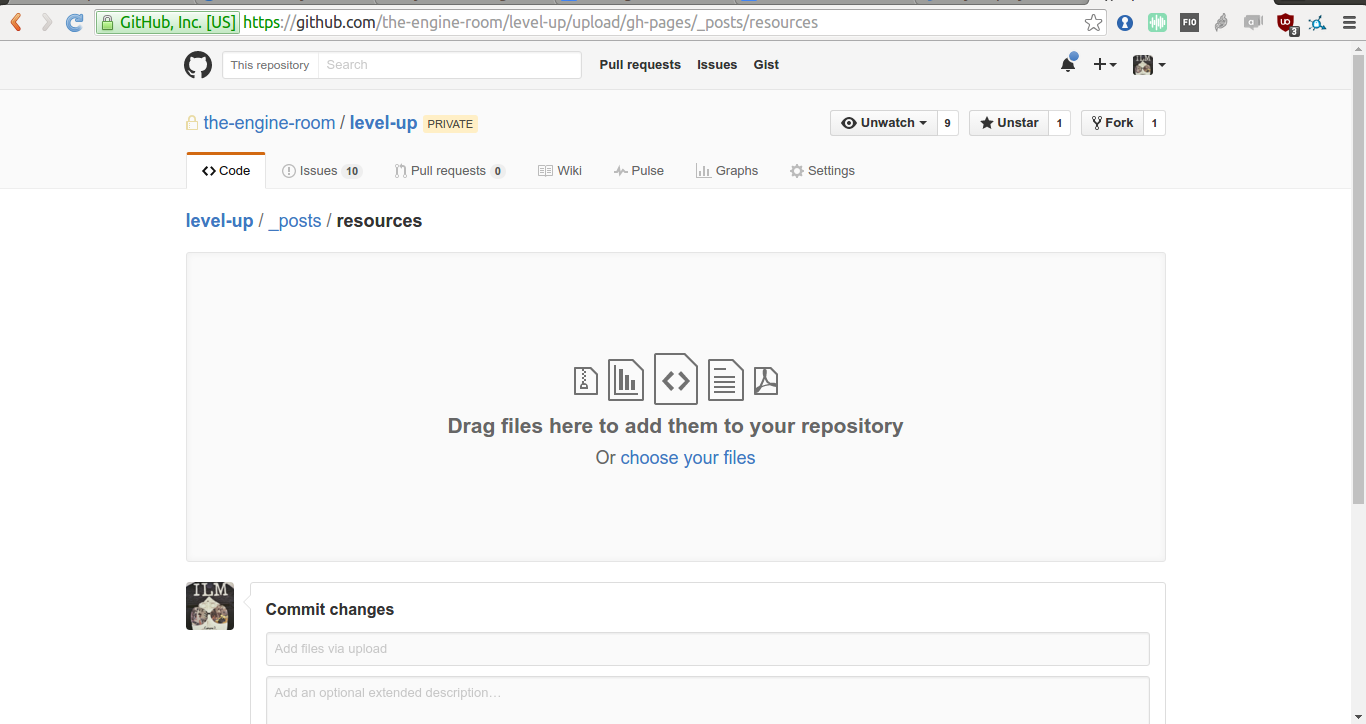 GitHub, Inc. [US] https://github.com/the-engine-room/level-up/upload/gh-pages/_posts/resources
FIO
3
This repository Search Pull requests Issues Gist
the-engine-room / level-up PRIVATE Unwatch 9 Unstar 1 Fork 1
Code Issues 10 Pull requests 0 Wiki Pulse Graphs Settings
level-up / _posts / resources
Drag files here to add them to your repository
Or choose your files
ILM
Commit changes
Add files via upload
Add an optional extended description…